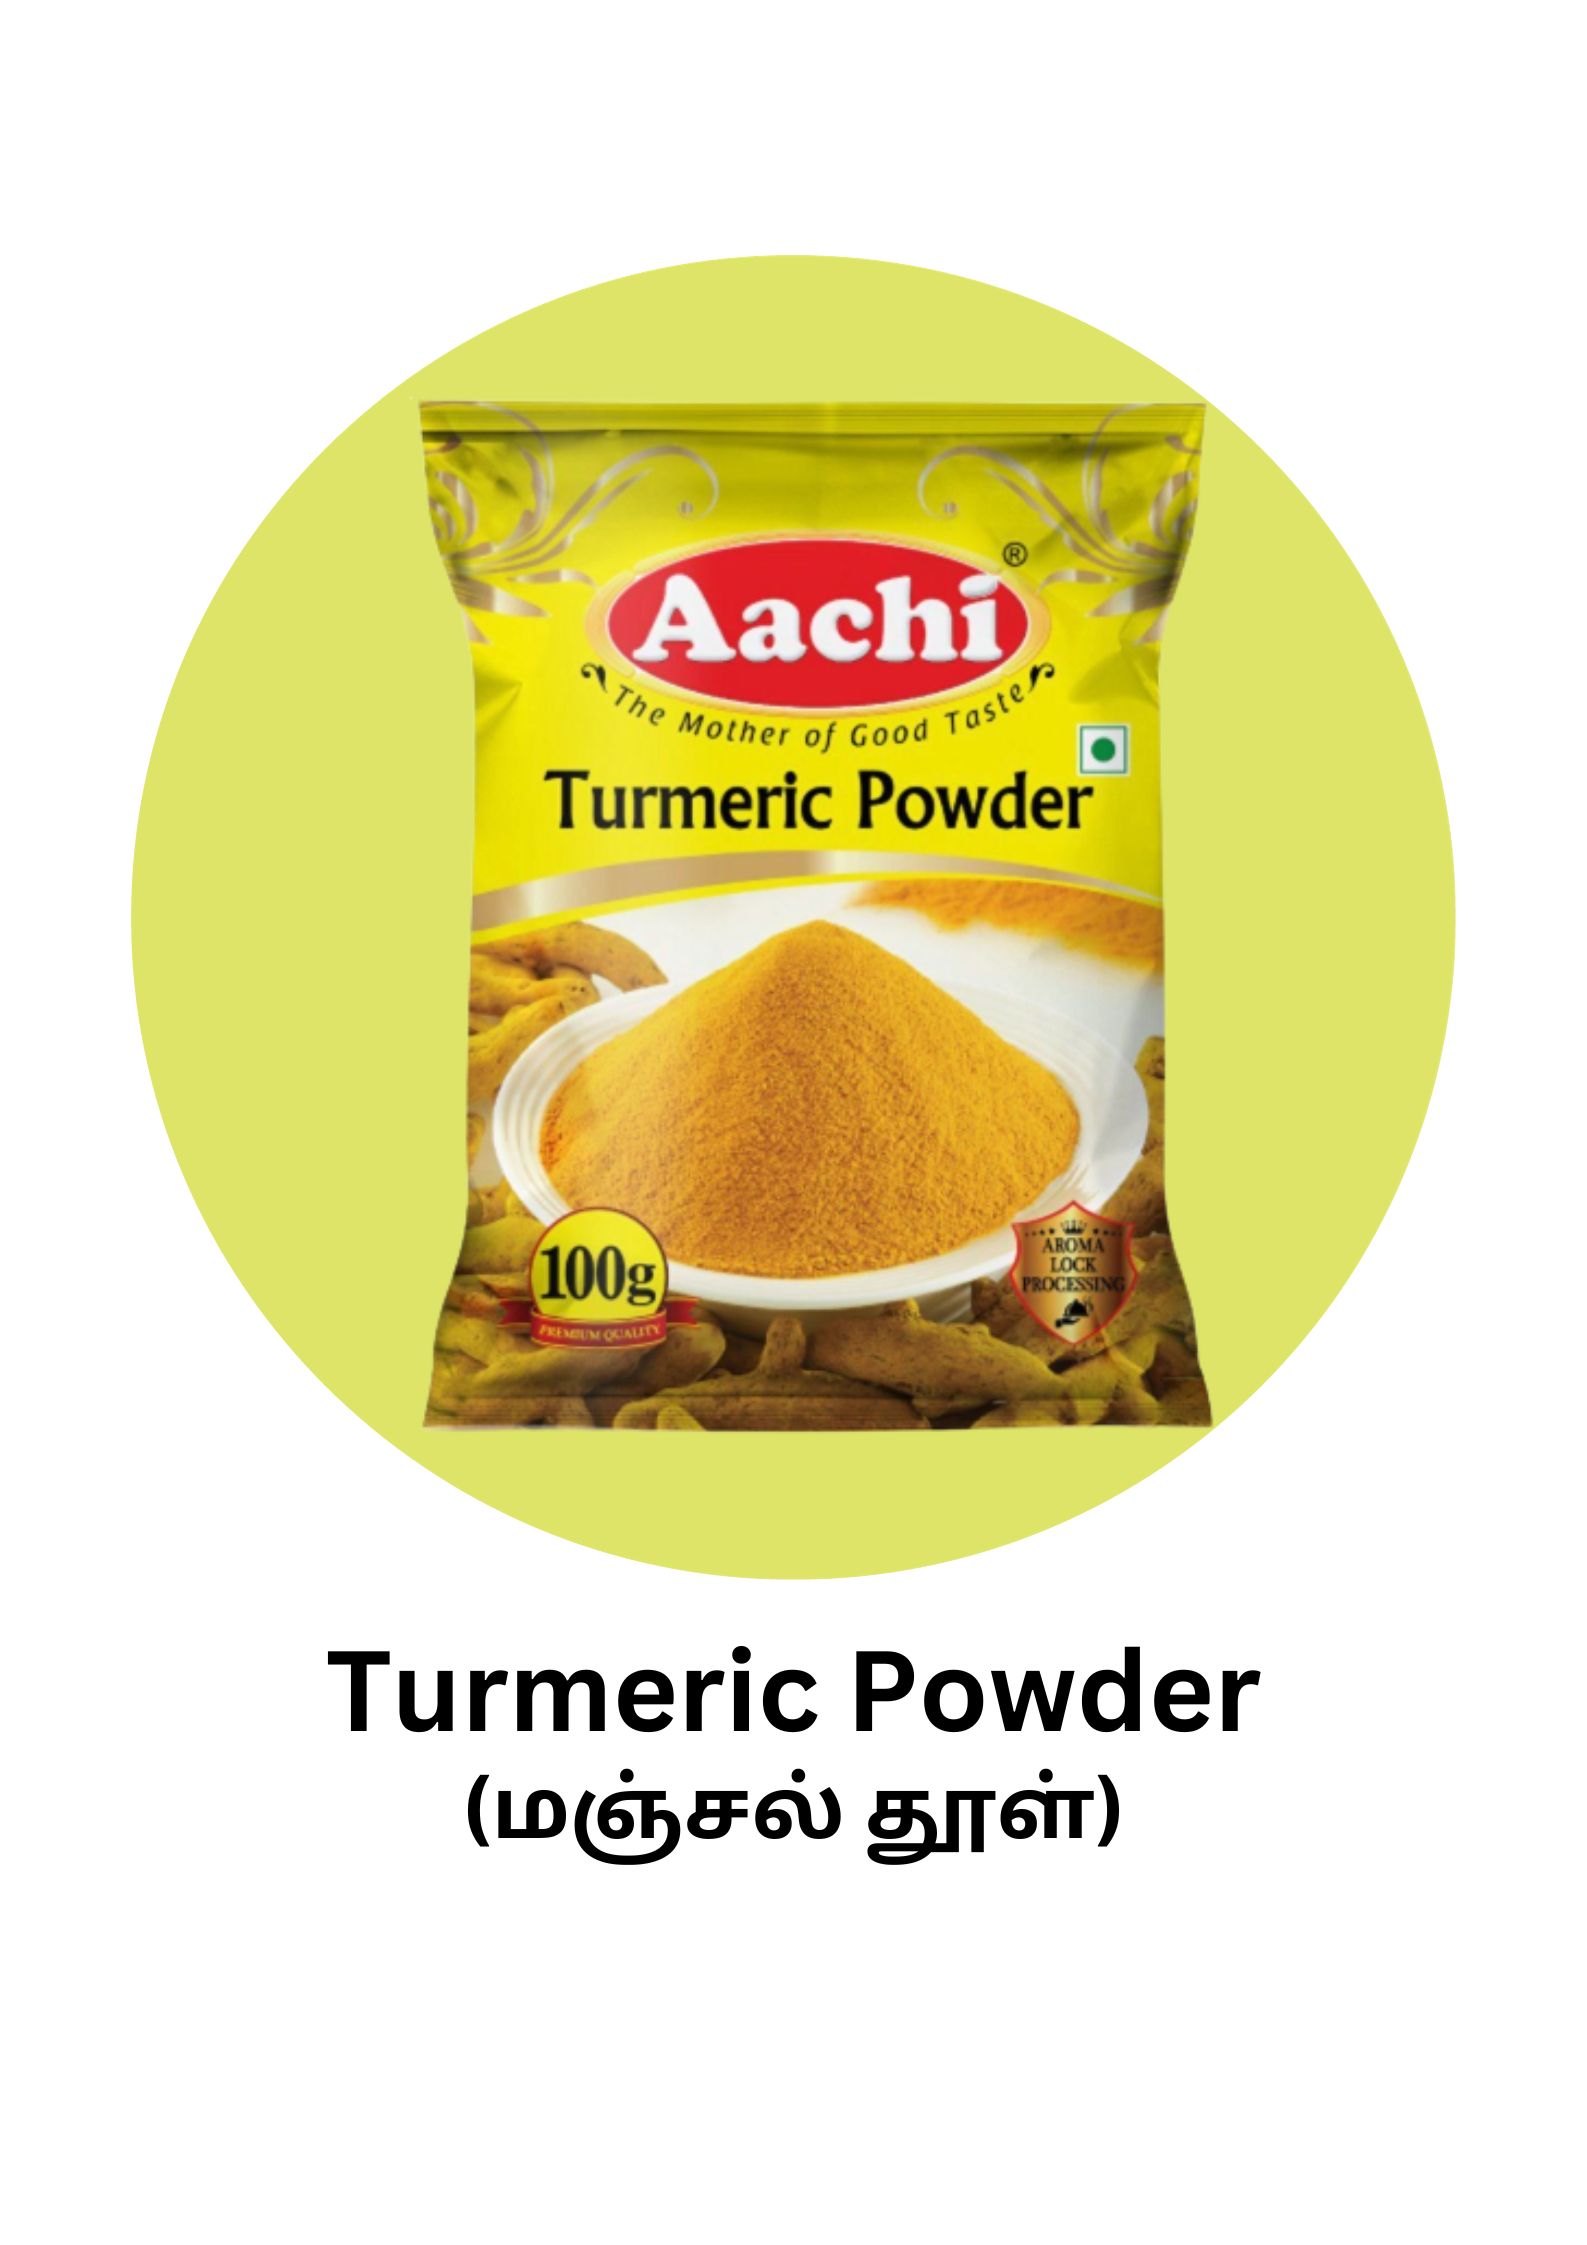 Aachi®
The Mother of Good Taste
Turmeric Powder
100g
PREMIUM QUALITY
AROMA
LOCK
PROCESSING
Turmeric Powder
(மஞ்சல் தூள்)